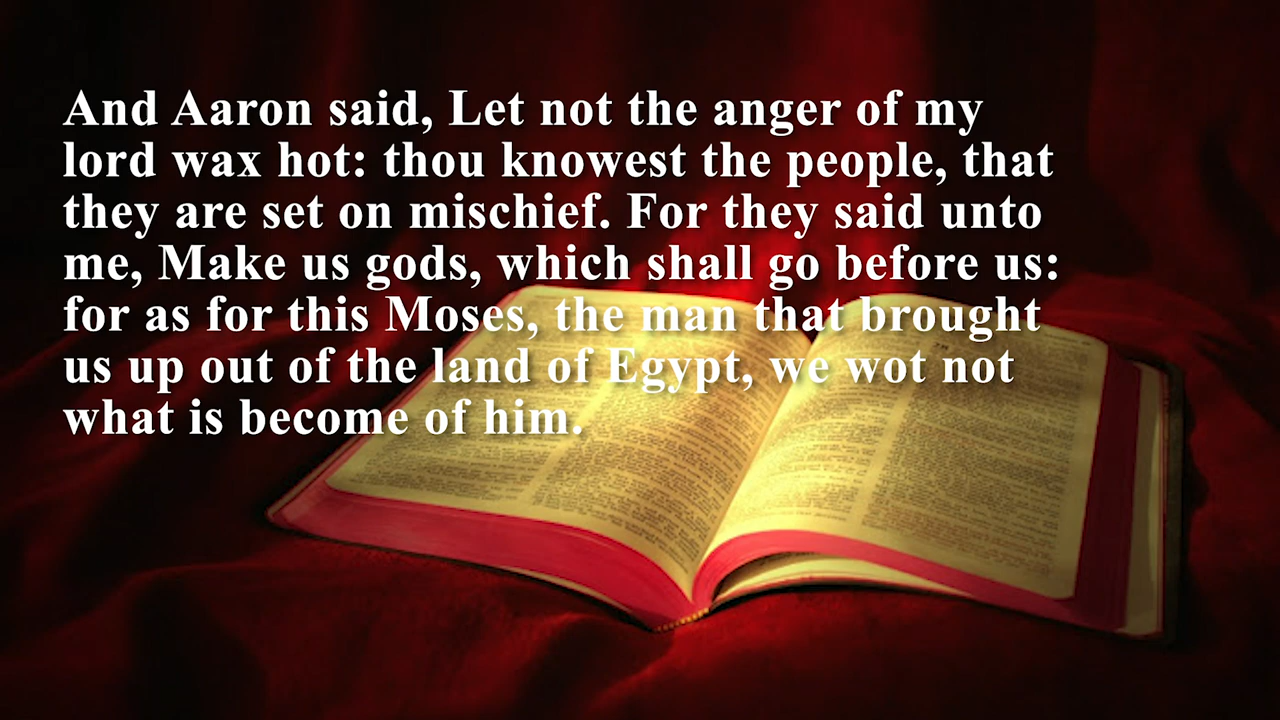 And Aaron said, Let not the anger of my
lord wax hot: thou knowest the people, that
they are set on mischief. For they said unto
me, Make us gods, which shall go before us:
for as for this Moses, the man that brought
us up out of the land of Egypt, we wot not
what is become of him.